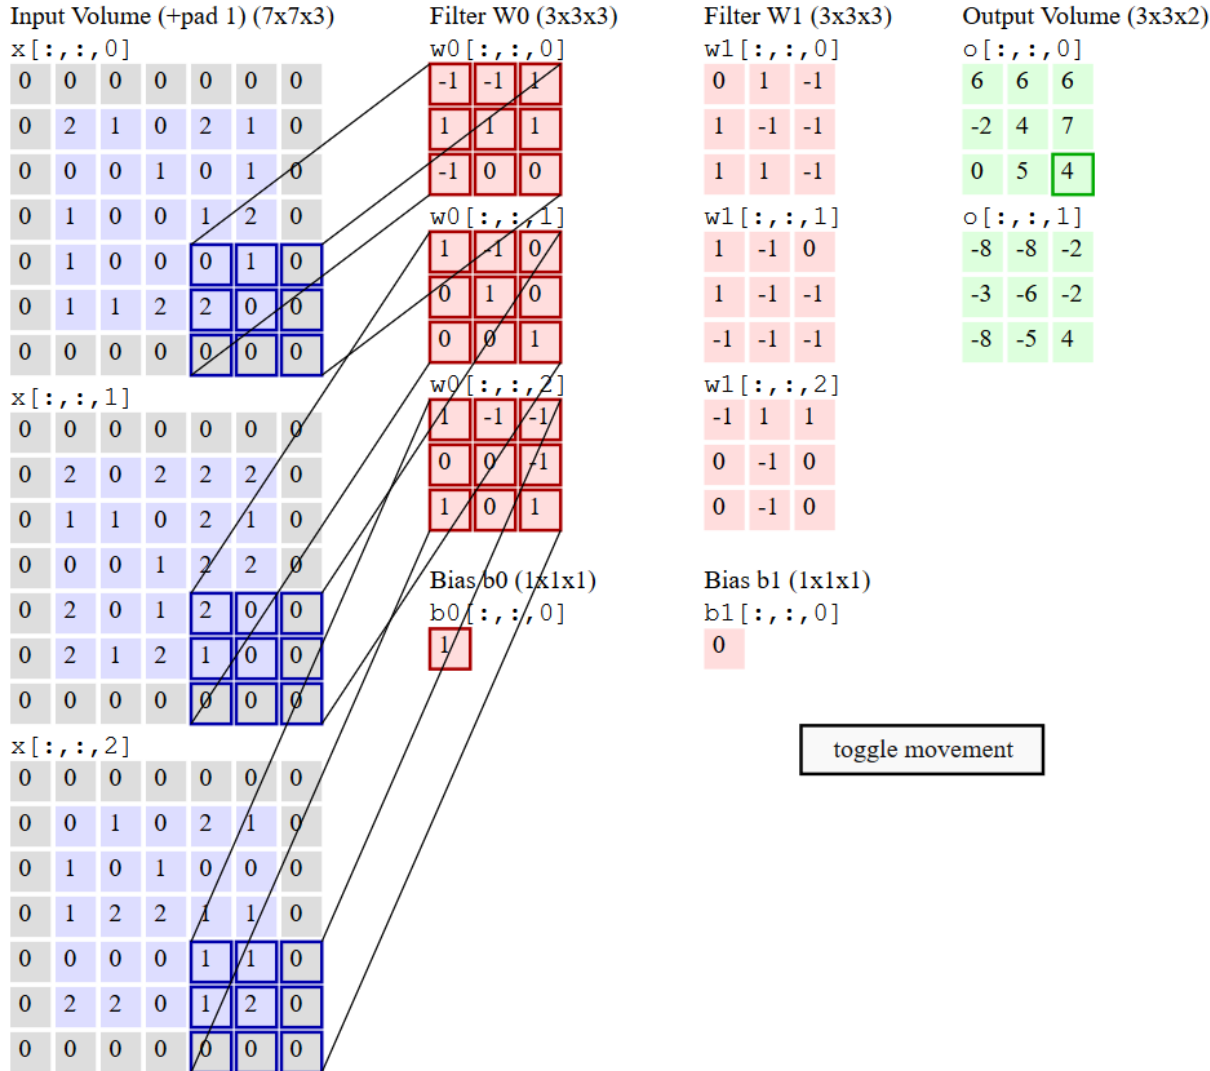 Input Volume (+pad 1) (7x7x3)
x[:,:,0]
0 0 0 0 0 0 0
0 2 1 0 2 1 0
0 0 0 1 0 1 0
0 1 0 0 1 2 0
0 1 0 0 0 1 0
0 1 1 2 2 0 0
0 0 0 0 0 0 0
x[:,:,1]
0 0 0 0 0 0 0
0 2 0 2 2 2 0
0 1 1 0 2 1 0
0 0 0 1 2 2 0
0 2 0 1 2 0 0
0 2 1 2 1 0 0
0 0 0 0 0 0 0
x[:,:,2]
0 0 0 0 0 0 0
0 0 1 0 2 1 0
0 1 0 1 0 0 0
0 1 2 2 1 1 0
0 0 0 0 1 1 0
0 2 2 0 1 2 0
0 0 0 0 0 0 0
Filter W0 (3x3x3)
w0[:,:,0]
-1 -1 1
1 1 1
-1 0 0
w0[:,:,1]
1 -1 0
0 1 0
0 0 1
w0[:,:,2]
1 -1 -1
0 0 -1
1 0 1
Bias b0 (1x1x1)
b0[:,:,0]
1
Filter W1 (3x3x3)
w1[:,:,0]
0 1 -1
1 -1 -1
1 1 -1
w1[:,:,1]
1 -1 0
1 -1 -1
-1 -1 -1
w1[:,:,2]
-1 1 1
0 -1 0
0 -1 0
Bias b1 (1x1x1)
b1[:,:,0]
0
Output Volume (3x3x2)
o[:,:,0]
6 6 6
-2 4 7
0 5 4
o[:,:,1]
-8 -8 -2
-3 -6 -2
-8 -5 4
toggle movement